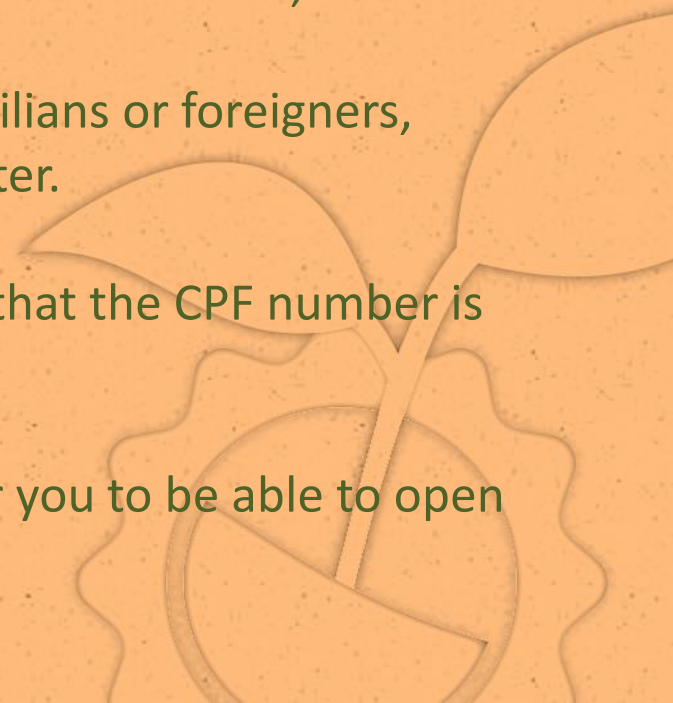 ilians or foreigners,
ter.
that the CPF number is
you to be able to open